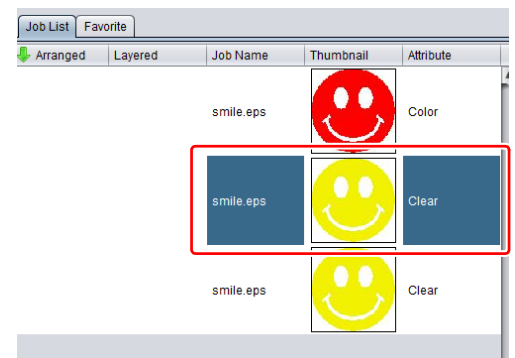 Job List Favorite
Arranged Layered Job Name Thumbnail Attribute
smile.eps Color
smile.eps Clear
smile.eps Clear